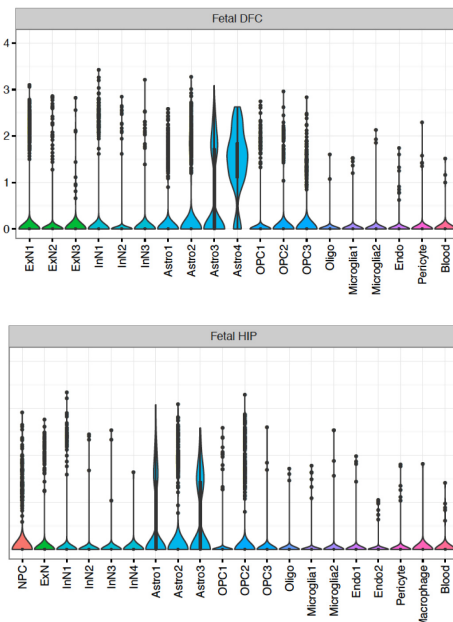 Fetal DFC
4
3
2
1
0
ExN1 ExN2 ExN3 InN1 InN2 InN3 Astro1 Astro2 Astro3 Astro4 OPC1 OPC2 OPC3 Oligo Microglia1 Microglia2 Endo Pericyte Blood
Fetal HIP
NPC ExN InN1 InN2 InN3 InN4 Astro1 Astro2 Astro3 OPC1 OPC2 OPC3 Oligo Microglia1 Microglia2 Endo1 Endo2 Pericyte Macrophage Blood